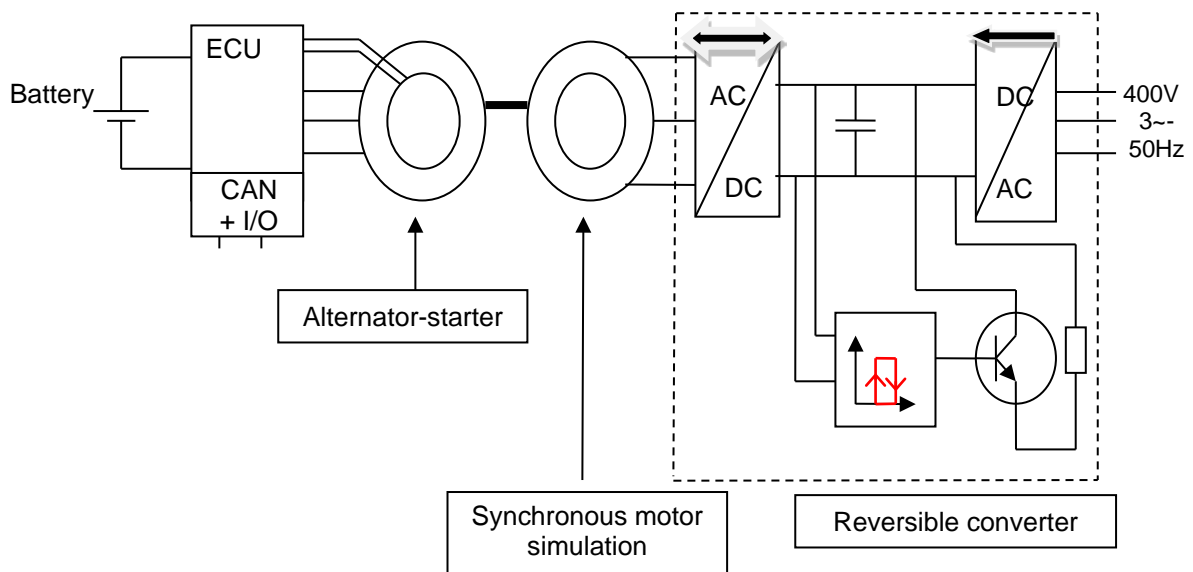 ECU
Battery
CAN
+ I/O
AC
DC
DC
AC
400V
3~-
50Hz
Alternator-starter
Synchronous motor
simulation
Reversible converter